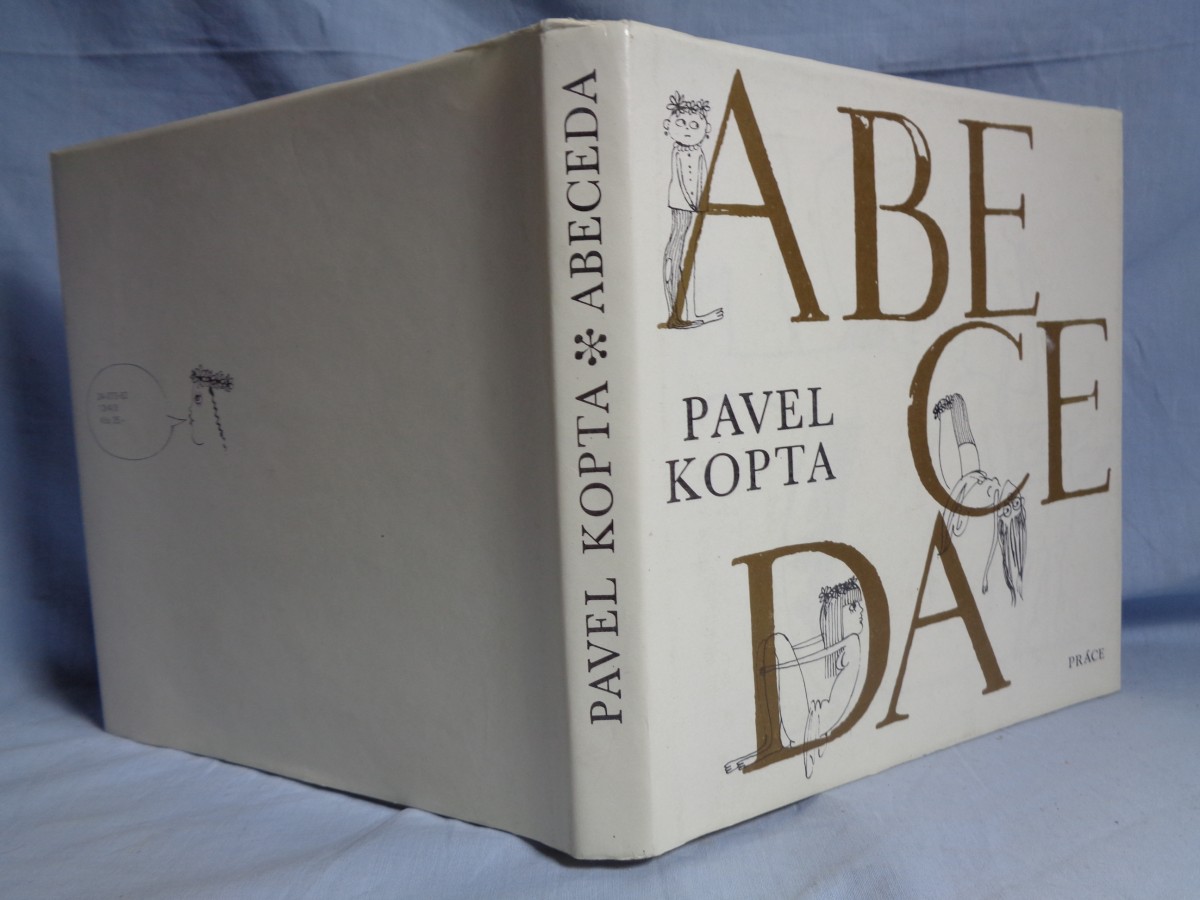 PAVEL KOPTA * ABECEDA
ABE
CE
DA
PAVEL
KOPTA
PRÁCE